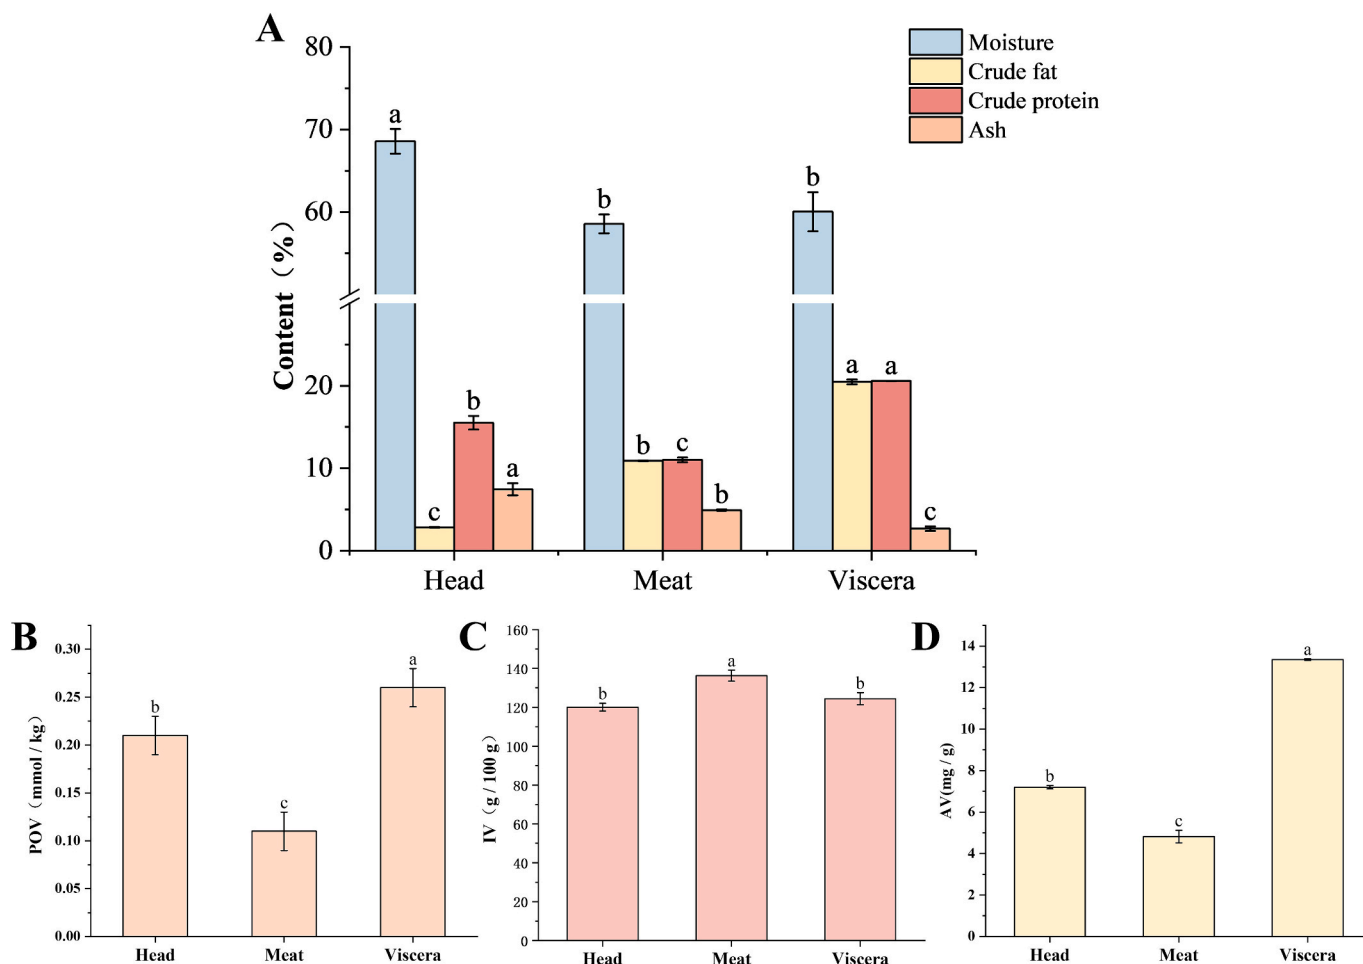 A
Moisture
Crude fat
Crude protein
Ash
Content（%）
80
70
60
20
10
0
a
c
b
a
b
b
c
b
b
a
a
c
Head
Meat
Viscera
B
POV（mmol / kg）
0.30
0.25
0.20
0.15
0.10
0.05
0.00
b
c
a
Head
Meat
Viscera
C
IV（g / 100 g）
160
140
120
100
80
60
40
20
0
b
a
b
Head
Meat
Viscera
D
AV(mg / g)
14
12
10
8
6
4
2
0
b
c
a
Head
Meat
Viscera